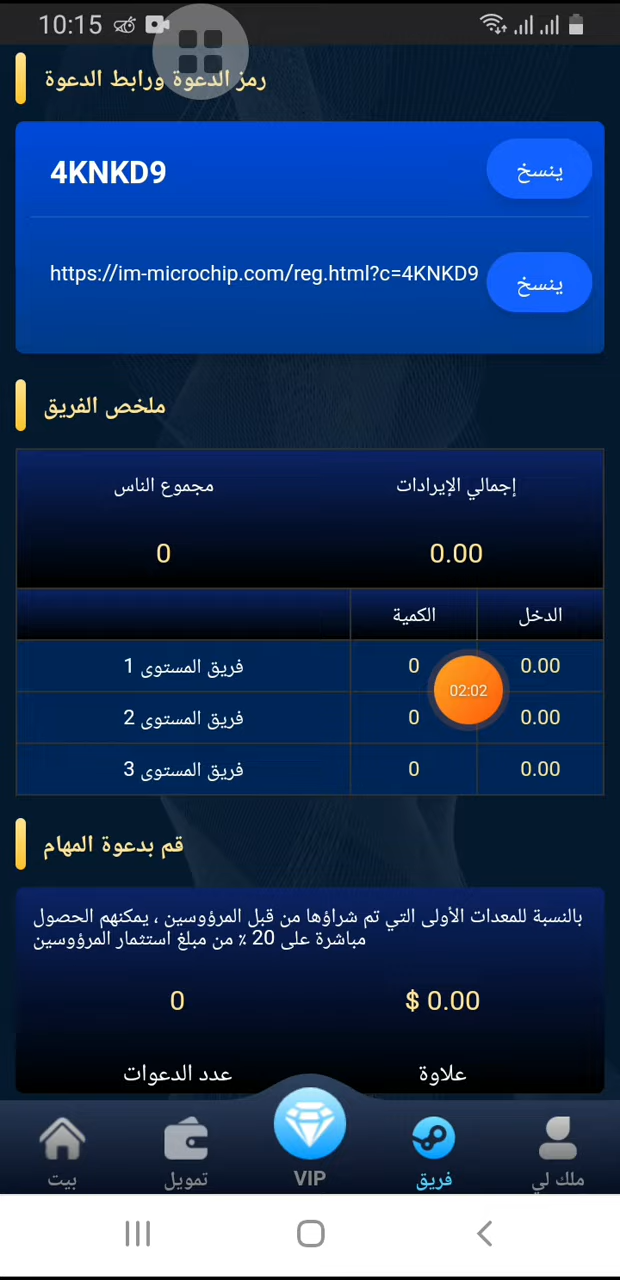 10:15
رمز الدعوة ورابط الدعوة
4KNKD9
ينسخ
https://im-microchip.com/reg.html?c=4KNKD9
ينسخ
ملخص الفريق
إجمالي الإيرادات
مجموع الناس
0.00
0
الدخل
الكمية
فريق المستوى 1
0
0.00
02:02
فريق المستوى 2
0
0.00
فريق المستوى 3
0
0.00
قم بدعوة المهام
بالنسبة للمعدات الأولى التي تم شراؤها من قبل المرؤوسين ، يمكنهم الحصول
مباشرة على 20 ٪ من مبلغ استثمار المرؤوسين
$ 0.00
0
علاوة
عدد الدعوات
بيت
تمويل
VIP
فريق
ملك لي